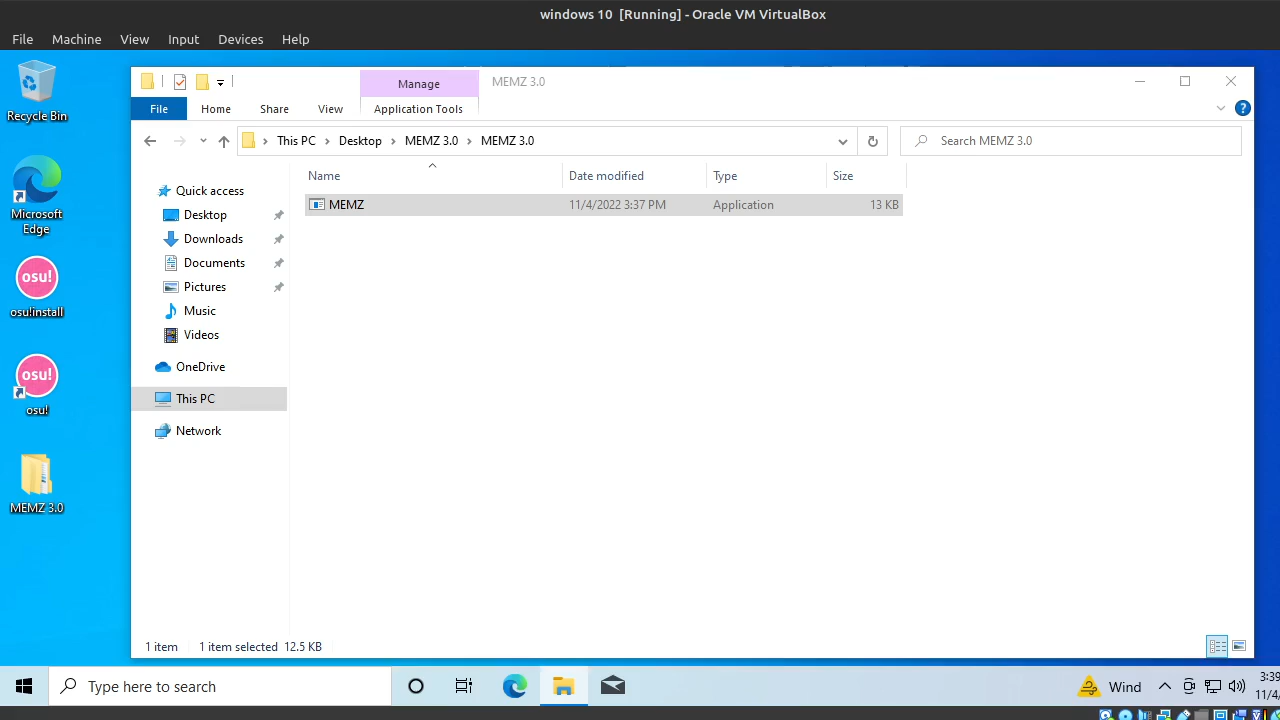 windows 10 [Running] - Oracle VM VirtualBox
File Machine View Input Devices Help
Recycle Bin
Microsoft
Edge
osu!
osu!install
osu!
osu!
MEMZ 3.0
Manage
MEMZ 3.0
File Home Share View Application Tools
?
This PC Desktop MEMZ 3.0 MEMZ 3.0
Search MEMZ 3.0
Name Date modified Type Size
MEMZ 11/4/2022 3:37 PM Application 13 KB
Quick access
Desktop
Downloads
Documents
Pictures
Music
Videos
OneDrive
This PC
Network
1 item 1 item selected 12.5 KB
Type here to search
Wind
3:39
11/4/